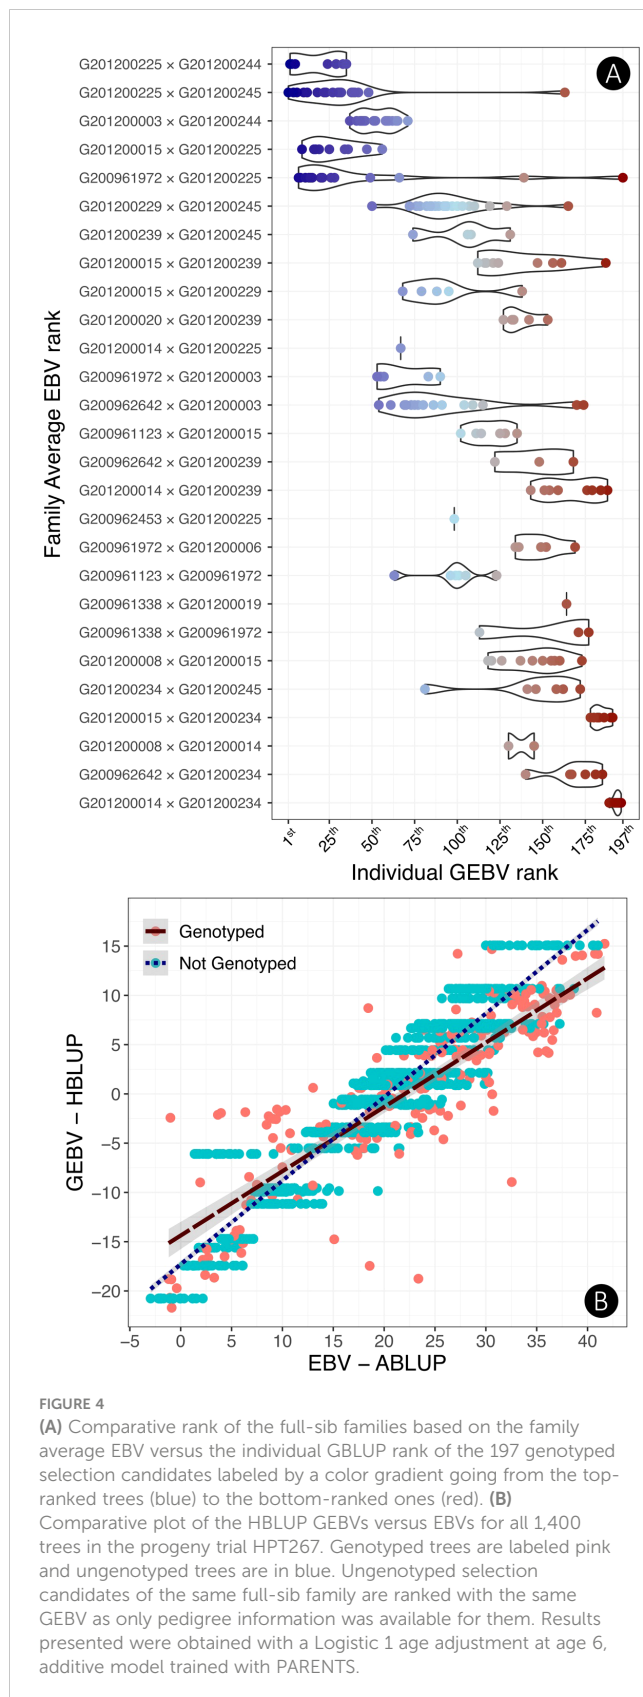 A
Family Average EBV rank
G201200225 × G201200244
G201200225 × G201200245
G201200003 × G201200244
G201200015 × G201200225
G200961972 × G201200225
G201200229 × G201200245
G201200239 × G201200245
G201200015 × G201200239
G201200015 × G201200229
G201200020 × G201200239
G201200014 × G201200225
G200961972 × G201200003
G200962642 × G201200003
G200961123 × G201200015
G200962642 × G201200239
G201200014 × G201200239
G200962453 × G201200225
G200961972 × G201200006
G200961123 × G200961972
G200961338 × G201200019
G200961338 × G200961972
G201200008 × G201200015
G201200234 × G201200245
G201200015 × G201200234
G201200008 × G201200014
G200962642 × G201200234
G201200014 × G201200234
1st 25th 50th 75th 100th 125th 150th 175th 197th
Individual GEBV rank
Genotyped
Not Genotyped
GEBV – HBLUP
15
10
5
0
−5
−10
−15
−20
B
−5 0 5 10 15 20 25 30 35 40
EBV – ABLUP
FIGURE 4
(A) Comparative rank of the full-sib families based on the family
average EBV versus the individual GBLUP rank of the 197 genotyped
selection candidates labeled by a color gradient going from the top-
ranked trees (blue) to the bottom-ranked ones (red). (B)
Comparative plot of the HBLUP GEBVs versus EBVs for all 1,400
trees in the progeny trial HPT267. Genotyped trees are labeled pink
and ungenotyped trees are in blue. Ungenotyped selection
candidates of the same full-sib family are ranked with the same
GEBV as only pedigree information was available for them. Results
presented were obtained with a Logistic 1 age adjustment at age 6,
additive model trained with PARENTS.